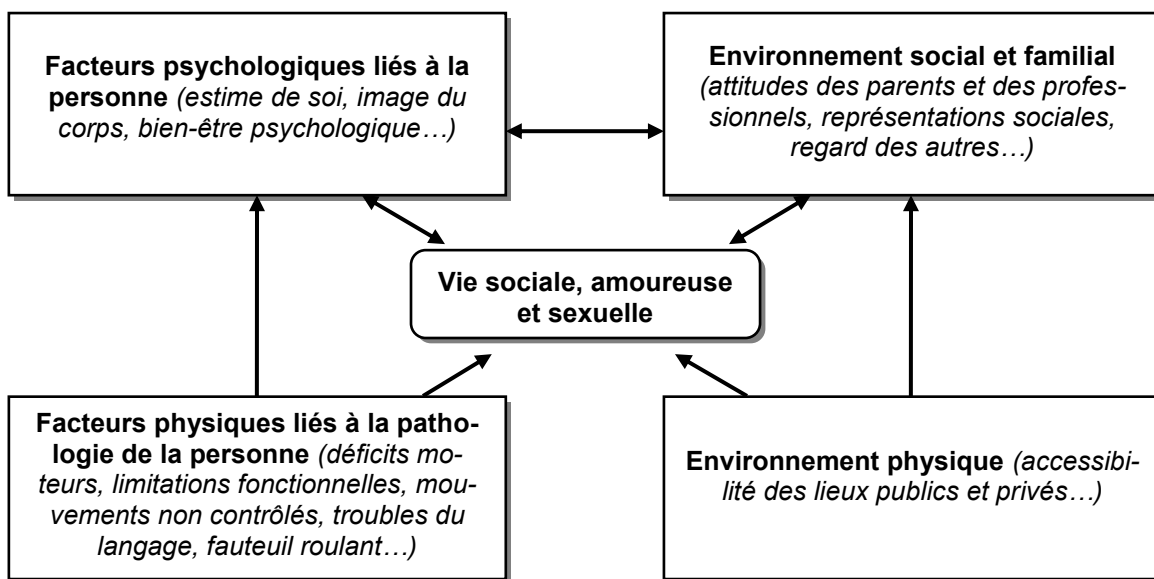 Facteurs psychologiques liés à la
personne (estime de soi, image du
corps, bien-être psychologique…)
Environnement social et familial
(attitudes des parents et des profes-
sionnels, représentations sociales,
regard des autres…)
Vie sociale, amoureuse
et sexuelle
Facteurs physiques liés à la patho-
logie de la personne (déficits mo-
teurs, limitations fonctionnelles, mou-
vements non contrôlés, troubles du
langage, fauteuil roulant…)
Environnement physique (accessibi-
lité des lieux publics et privés…)